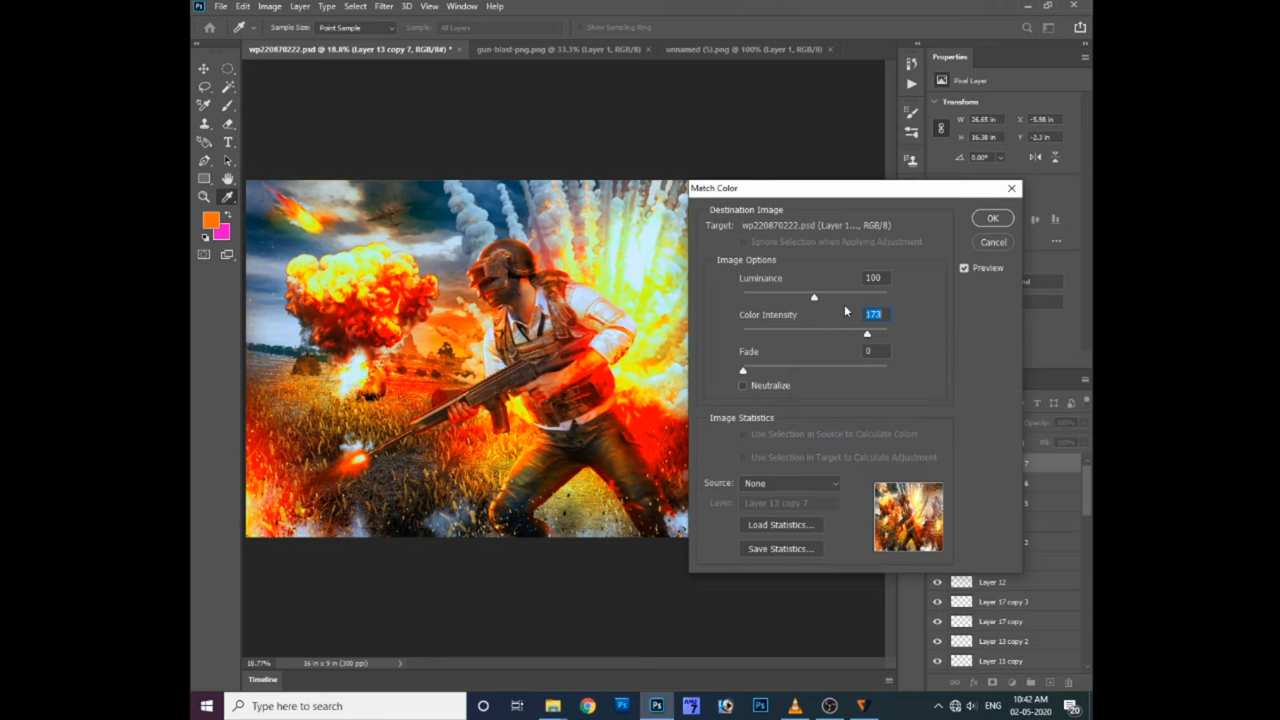 File Edit Image Layer Type Select Filter 3D View Window Help
Sample Size: Point Sample Sample: All Layers Show Sampling Ring
wp220870222.psd @ 18.8% (Layer 13 copy 7, RGB/8#) * × gun-blast-png.png @ 33.3% (Layer 1, RGB/8) × unnamed (5).png @ 100% (Layer 1, RGB/8) ×
Properties
Pixel Layer
Transform
W 26.65 in X -5.98 in
H 16.38 in Y -2.3 in
0.00°
Match Color
Destination Image
Target: wp220870222.psd (Layer 1..., RGB/8)
Ignore Selection when Applying Adjustment
OK
Cancel
Preview
Image Options
Luminance 100
Color Intensity 173
Fade 0
Neutralize
Image Statistics
Use Selection in Source to Calculate Colors
Use Selection in Target to Calculate Adjustment
Source: None
Layer: Layer 13 copy 7
Load Statistics...
Save Statistics...
Opacity: 100%
Fill: 100%
7
6
5
2
Layer 12
Layer 17 copy 3
Layer 17 copy
Layer 13 copy 2
Layer 11 copy
18.77% 16 in x 9 in (300 ppi)
Timeline
Type here to search
ENG
10:42 AM
02-05-2020
20